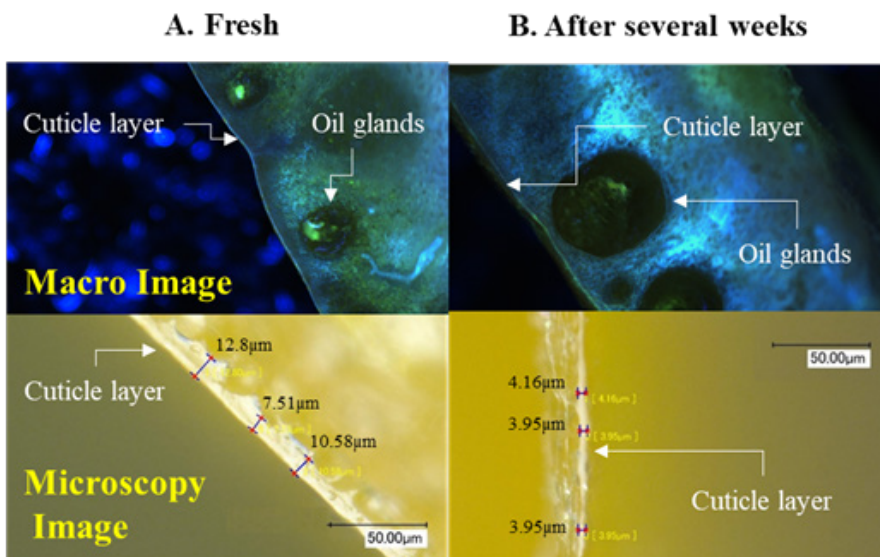 A. Fresh
B. After several weeks
Cuticle layer
Oil glands
Macro Image
Cuticle layer
Oil glands
12.8µm
Cuticle layer
7.51µm
10.58µm
[ 10.58µm ]
Microscopy
Image
50.00µm
50.00µm
4.16µm
[ 4.16µm ]
3.95µm
[ 3.95µm ]
3.95µm
[ 3.95µm ]
Cuticle layer